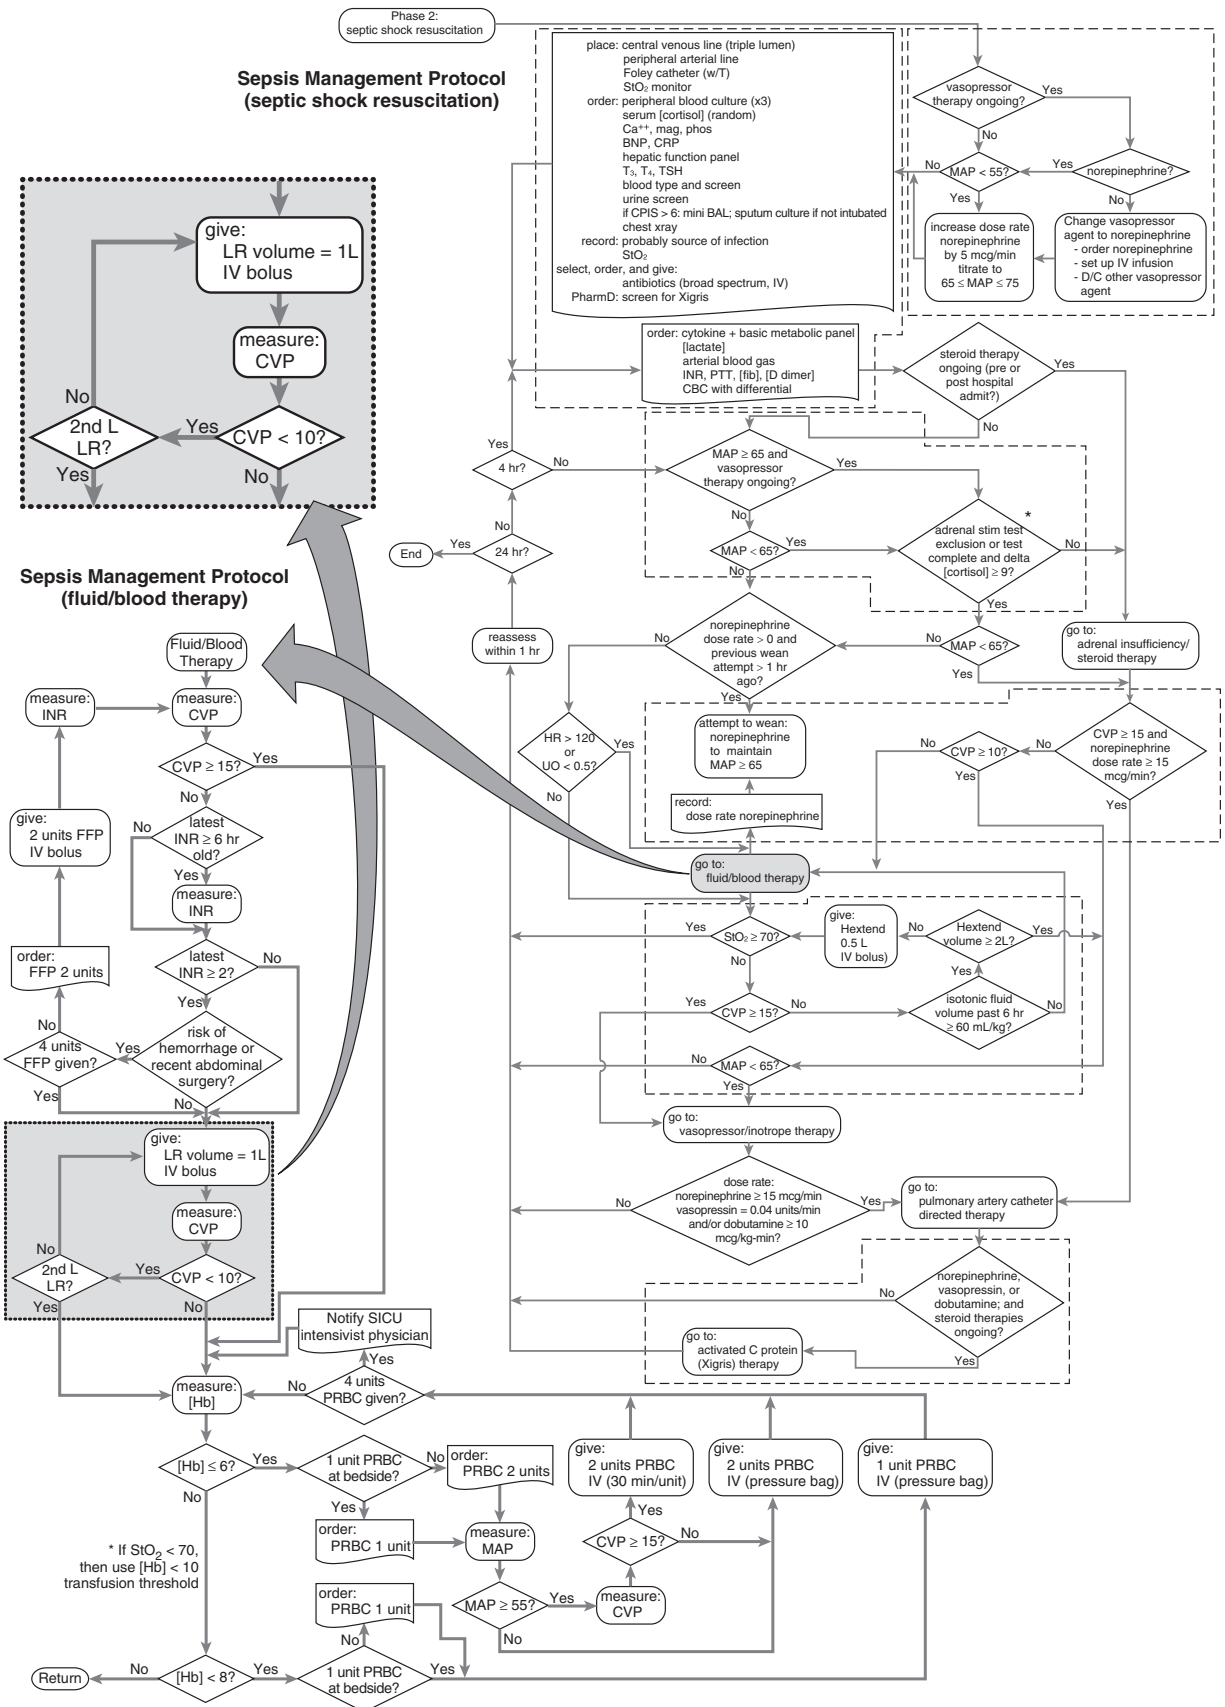 Phase 2:
septic shock resuscitation
Sepsis Management Protocol
(septic shock resuscitation)
place: central venous line (triple lumen)
peripheral arterial line
Foley catheter (w/T)
StO₂ monitor
order: peripheral blood culture (x3)
serum [cortisol] (random)
Ca⁺⁺, mag, phos
BNP, CRP
hepatic function panel
T₃, T₄, TSH
blood type and screen
urine screen
if CPIS > 6: mini BAL; sputum culture if not intubated
chest xray
record: probably source of infection
StO₂
select, order, and give:
antibiotics (broad spectrum, IV)
PharmD: screen for Xigris
vasopressor
therapy ongoing?
Yes
No
No
MAP < 55?
Yes
norepinephrine?
Yes
No
increase dose rate
norepinephrine
by 5 mcg/min
titrate to
65 ≤ MAP ≤ 75
Change vasopressor
agent to norepinephrine
- order norepinephrine
- set up IV infusion
- D/C other vasopressor
agent
order: cytokine + basic metabolic panel
[lactate]
arterial blood gas
INR, PTT, [fib], [D dimer]
CBC with differential
steroid therapy
ongoing (pre or
post hospital
admit?)
Yes
No
give:
LR volume = 1L
IV bolus
measure:
CVP
No
2nd L
LR?
Yes
CVP < 10?
Yes
No
Yes
4 hr?
No
MAP ≥ 65 and
vasopressor
therapy ongoing?
Yes
No
No
End
Yes
24 hr?
MAP < 65?
Yes
No
*
adrenal stim test
exclusion or test
complete and delta
[cortisol] ≥ 9?
No
Yes
Sepsis Management Protocol
(fluid/blood therapy)
reassess
within 1 hr
No
norepinephrine
dose rate > 0 and
previous wean
attempt > 1 hr
ago?
Yes
No
MAP < 65?
Yes
go to:
adrenal insufficiency/
steroid therapy
Fluid/Blood
Therapy
measure:
INR
measure:
CVP
CVP ≥ 15?
Yes
No
HR > 120
or
UO < 0.5?
Yes
No
attempt to wean:
norepinephrine
to maintain
MAP ≥ 65
record:
dose rate norepinephrine
No
CVP ≥ 10?
Yes
No
CVP ≥ 15 and
norepinephrine
dose rate ≥ 15
mcg/min?
Yes
give:
2 units FFP
IV bolus
No
latest
INR ≥ 6 hr
old?
Yes
measure:
INR
go to:
fluid/blood therapy
Yes
StO₂ ≥ 70?
No
give:
Hextend
0.5 L
IV bolus)
No
Hextend
volume ≥ 2L?
Yes
Yes
order:
FFP 2 units
latest
INR ≥ 2?
No
Yes
Yes
CVP ≥ 15?
No
isotonic fluid
volume past 6 hr
≥ 60 mL/kg?
No
No
4 units
FFP given?
Yes
Yes
risk of
hemorrhage or
recent abdominal
surgery?
No
No
MAP < 65?
Yes
go to:
vasopressor/inotrope therapy
give:
LR volume = 1L
IV bolus
measure:
CVP
No
2nd L
LR?
Yes
Yes
CVP < 10?
No
No
dose rate:
norepinephrine ≥ 15 mcg/min
vasopressin = 0.04 units/min
and/or dobutamine ≥ 10
mcg/kg-min?
Yes
go to:
pulmonary artery catheter
directed therapy
No
norepinephrine,
vasopressin, or
dobutamine; and
steroid therapies
ongoing?
Yes
go to:
activated C protein
(Xigris) therapy
Notify SICU
intensivist physician
Yes
measure:
[Hb]
No
4 units
PRBC given?
[Hb] ≤ 6?
Yes
No
1 unit PRBC
at bedside?
No
Yes
order:
PRBC 2 units
order:
PRBC 1 unit
measure:
MAP
give:
2 units PRBC
IV (30 min/unit)
give:
2 units PRBC
IV (pressure bag)
give:
1 unit PRBC
IV (pressure bag)
Yes
CVP ≥ 15?
No
* If StO₂ < 70,
then use [Hb] < 10
transfusion threshold
MAP ≥ 55?
Yes
No
measure:
CVP
order:
PRBC 1 unit
No
Return
No
[Hb] < 8?
Yes
1 unit PRBC
at bedside?
Yes